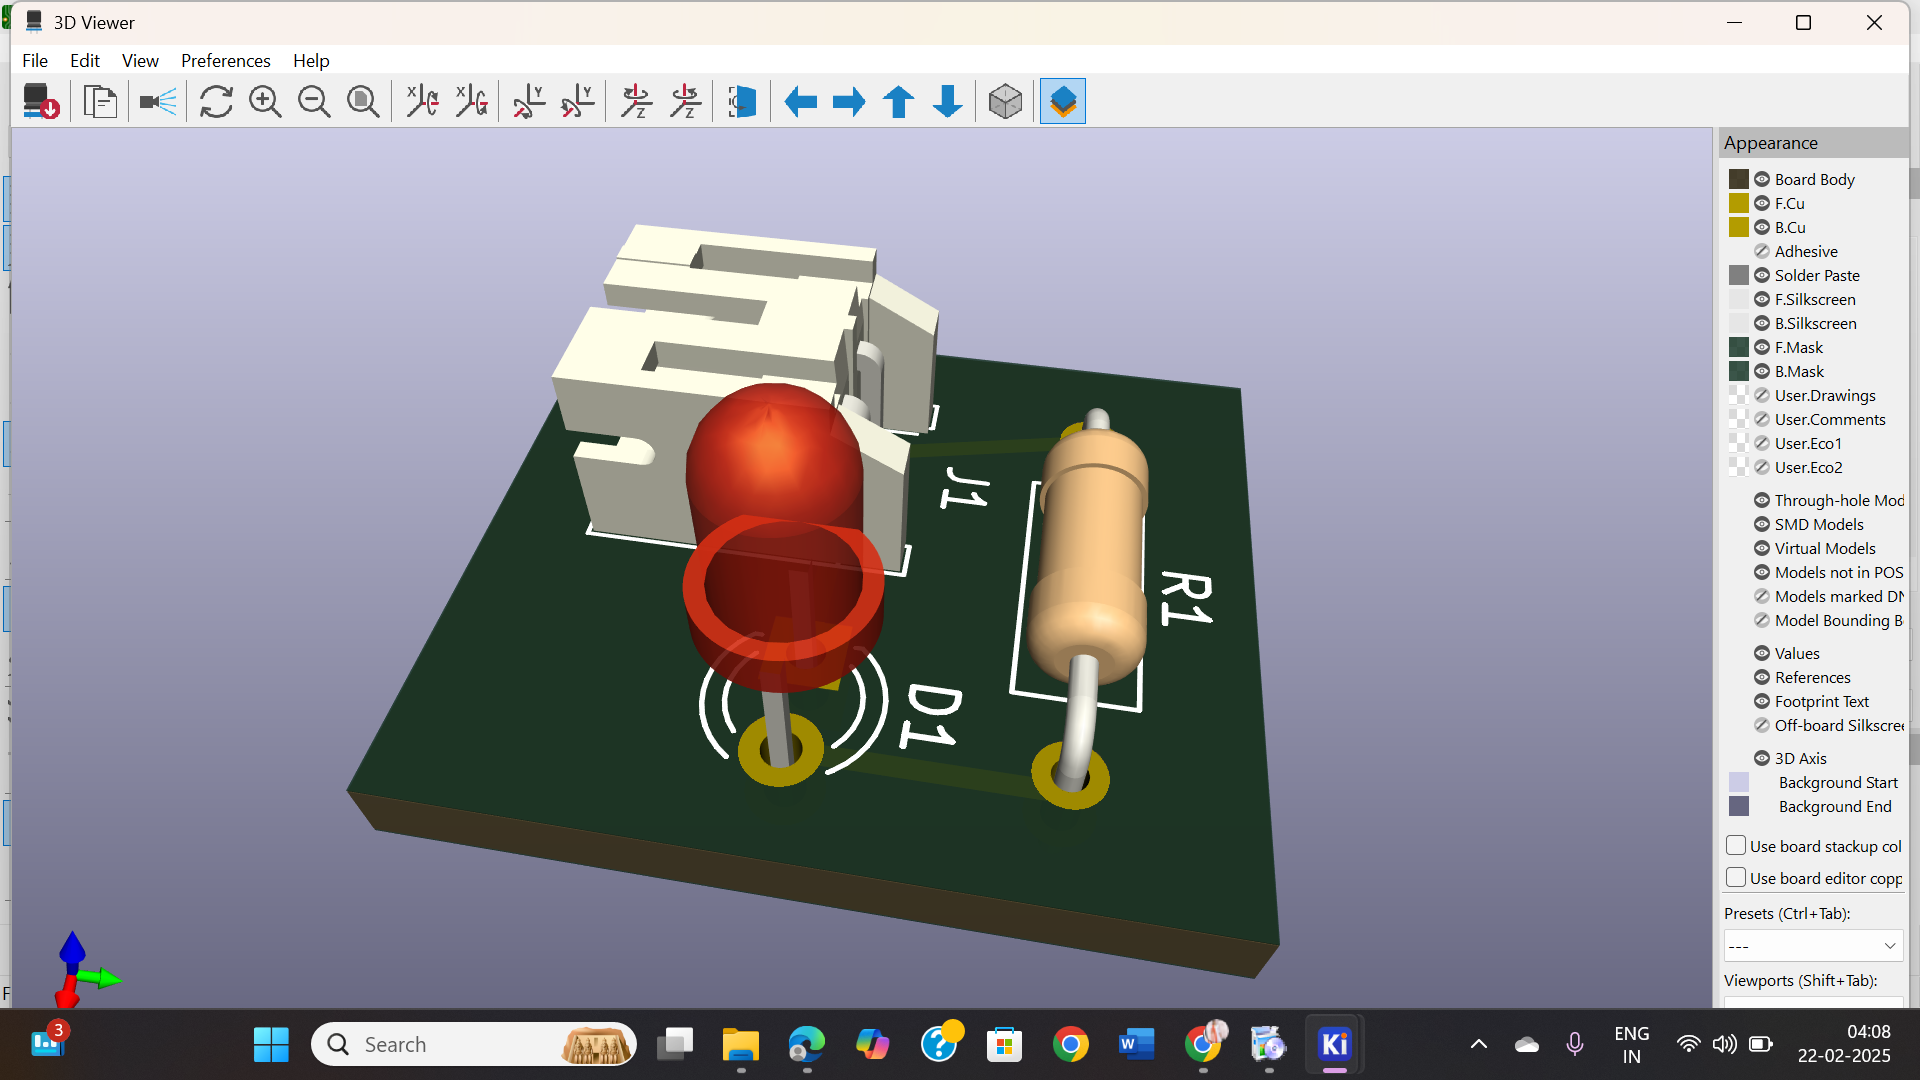 3D Viewer
File Edit View Preferences Help
Appearance
Board Body
F.Cu
B.Cu
Adhesive
Solder Paste
F.Silkscreen
B.Silkscreen
F.Mask
B.Mask
User.Drawings
User.Comments
User.Eco1
User.Eco2
Through-hole Mod
SMD Models
Virtual Models
Models not in POS
Models marked DN
Model Bounding B
Values
References
Footprint Text
Off-board Silkscree
3D Axis
Background Start
Background End
Use board stackup col
Use board editor copp
Presets (Ctrl+Tab):
---
Viewports (Shift+Tab):
J1
R1
D1
F
3
Search
ENG
IN
04:08
22-02-2025